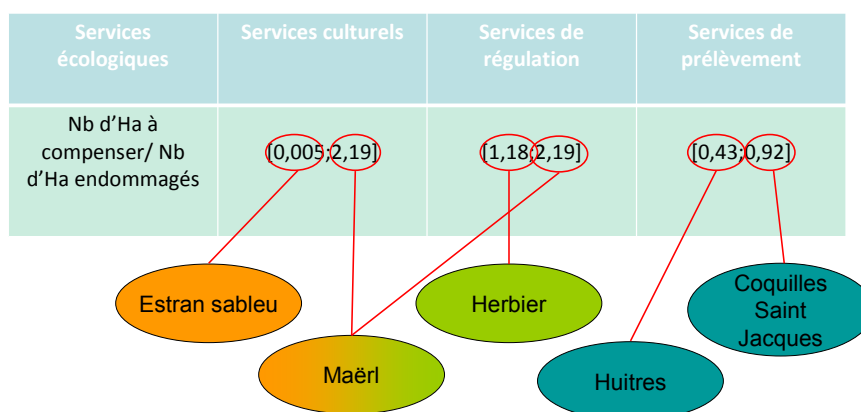 Services écologiques
Services culturels
Services de régulation
Services de prélèvement
Nb d'Ha à compenser/ Nb d'Ha endommagés
[0,005;2,19]
[1,18;2,19]
[0,43;0,92]
Estran sableu
Maërl
Herbier
Huitres
Coquilles
Saint
Jacques